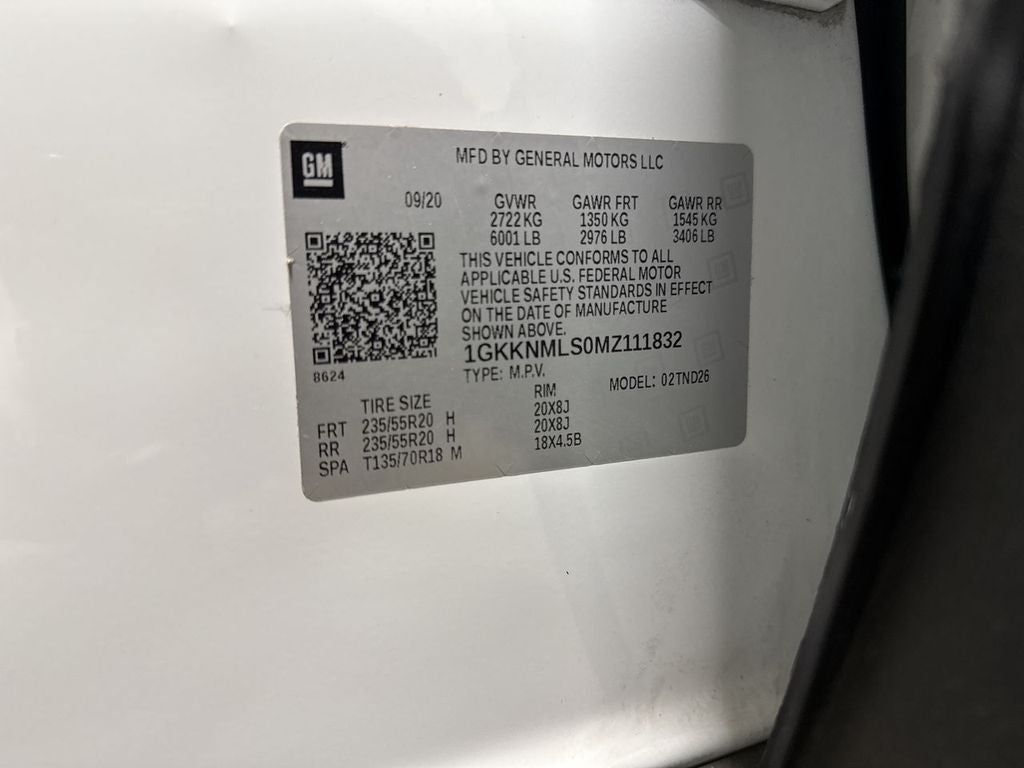 GM
MFD BY GENERAL MOTORS LLC
09/20 GVWR GAWR FRT GAWR RR
2722 KG 1350 KG 1545 KG
6001 LB 2976 LB 3406 LB
THIS VEHICLE CONFORMS TO ALL
APPLICABLE U.S. FEDERAL MOTOR
VEHICLE SAFETY STANDARDS IN EFFECT
ON THE DATE OF MANUFACTURE
SHOWN ABOVE.
1GKKNMLS0MZ111832
8624
TYPE: M.P.V. MODEL: 02TND26
TIRE SIZE RIM
FRT 235/55R20 H 20X8J
RR 235/55R20 H 20X8J
SPA T135/70R18 M 18X4.5B